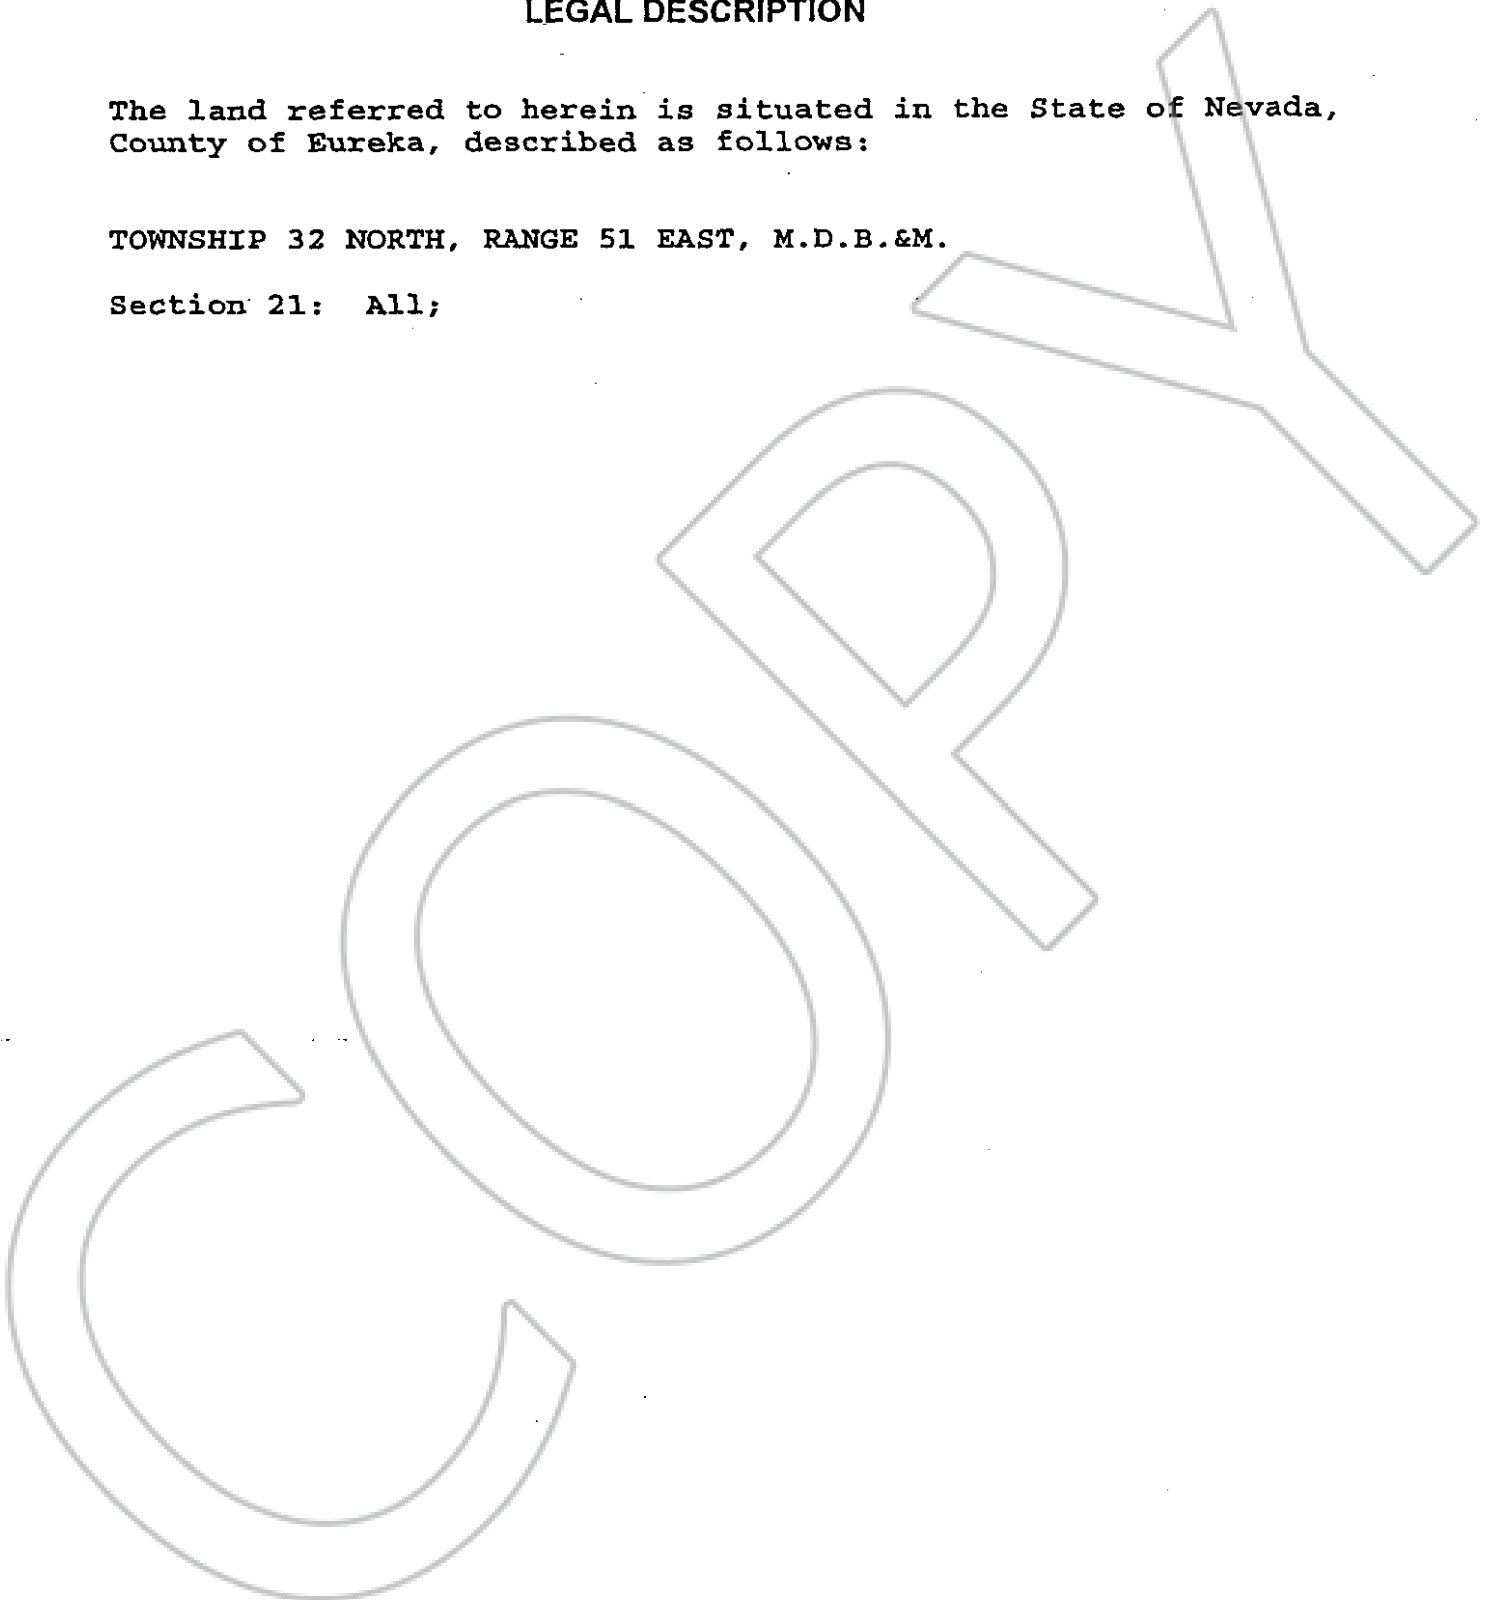 LEGAL DESCRIPTION
The land referred to herein is situated in the State of Nevada,
County of Eureka, described as follows:
TOWNSHIP 32 NORTH, RANGE 51 EAST, M.D.B.&M.
Section 21: All;
COPY